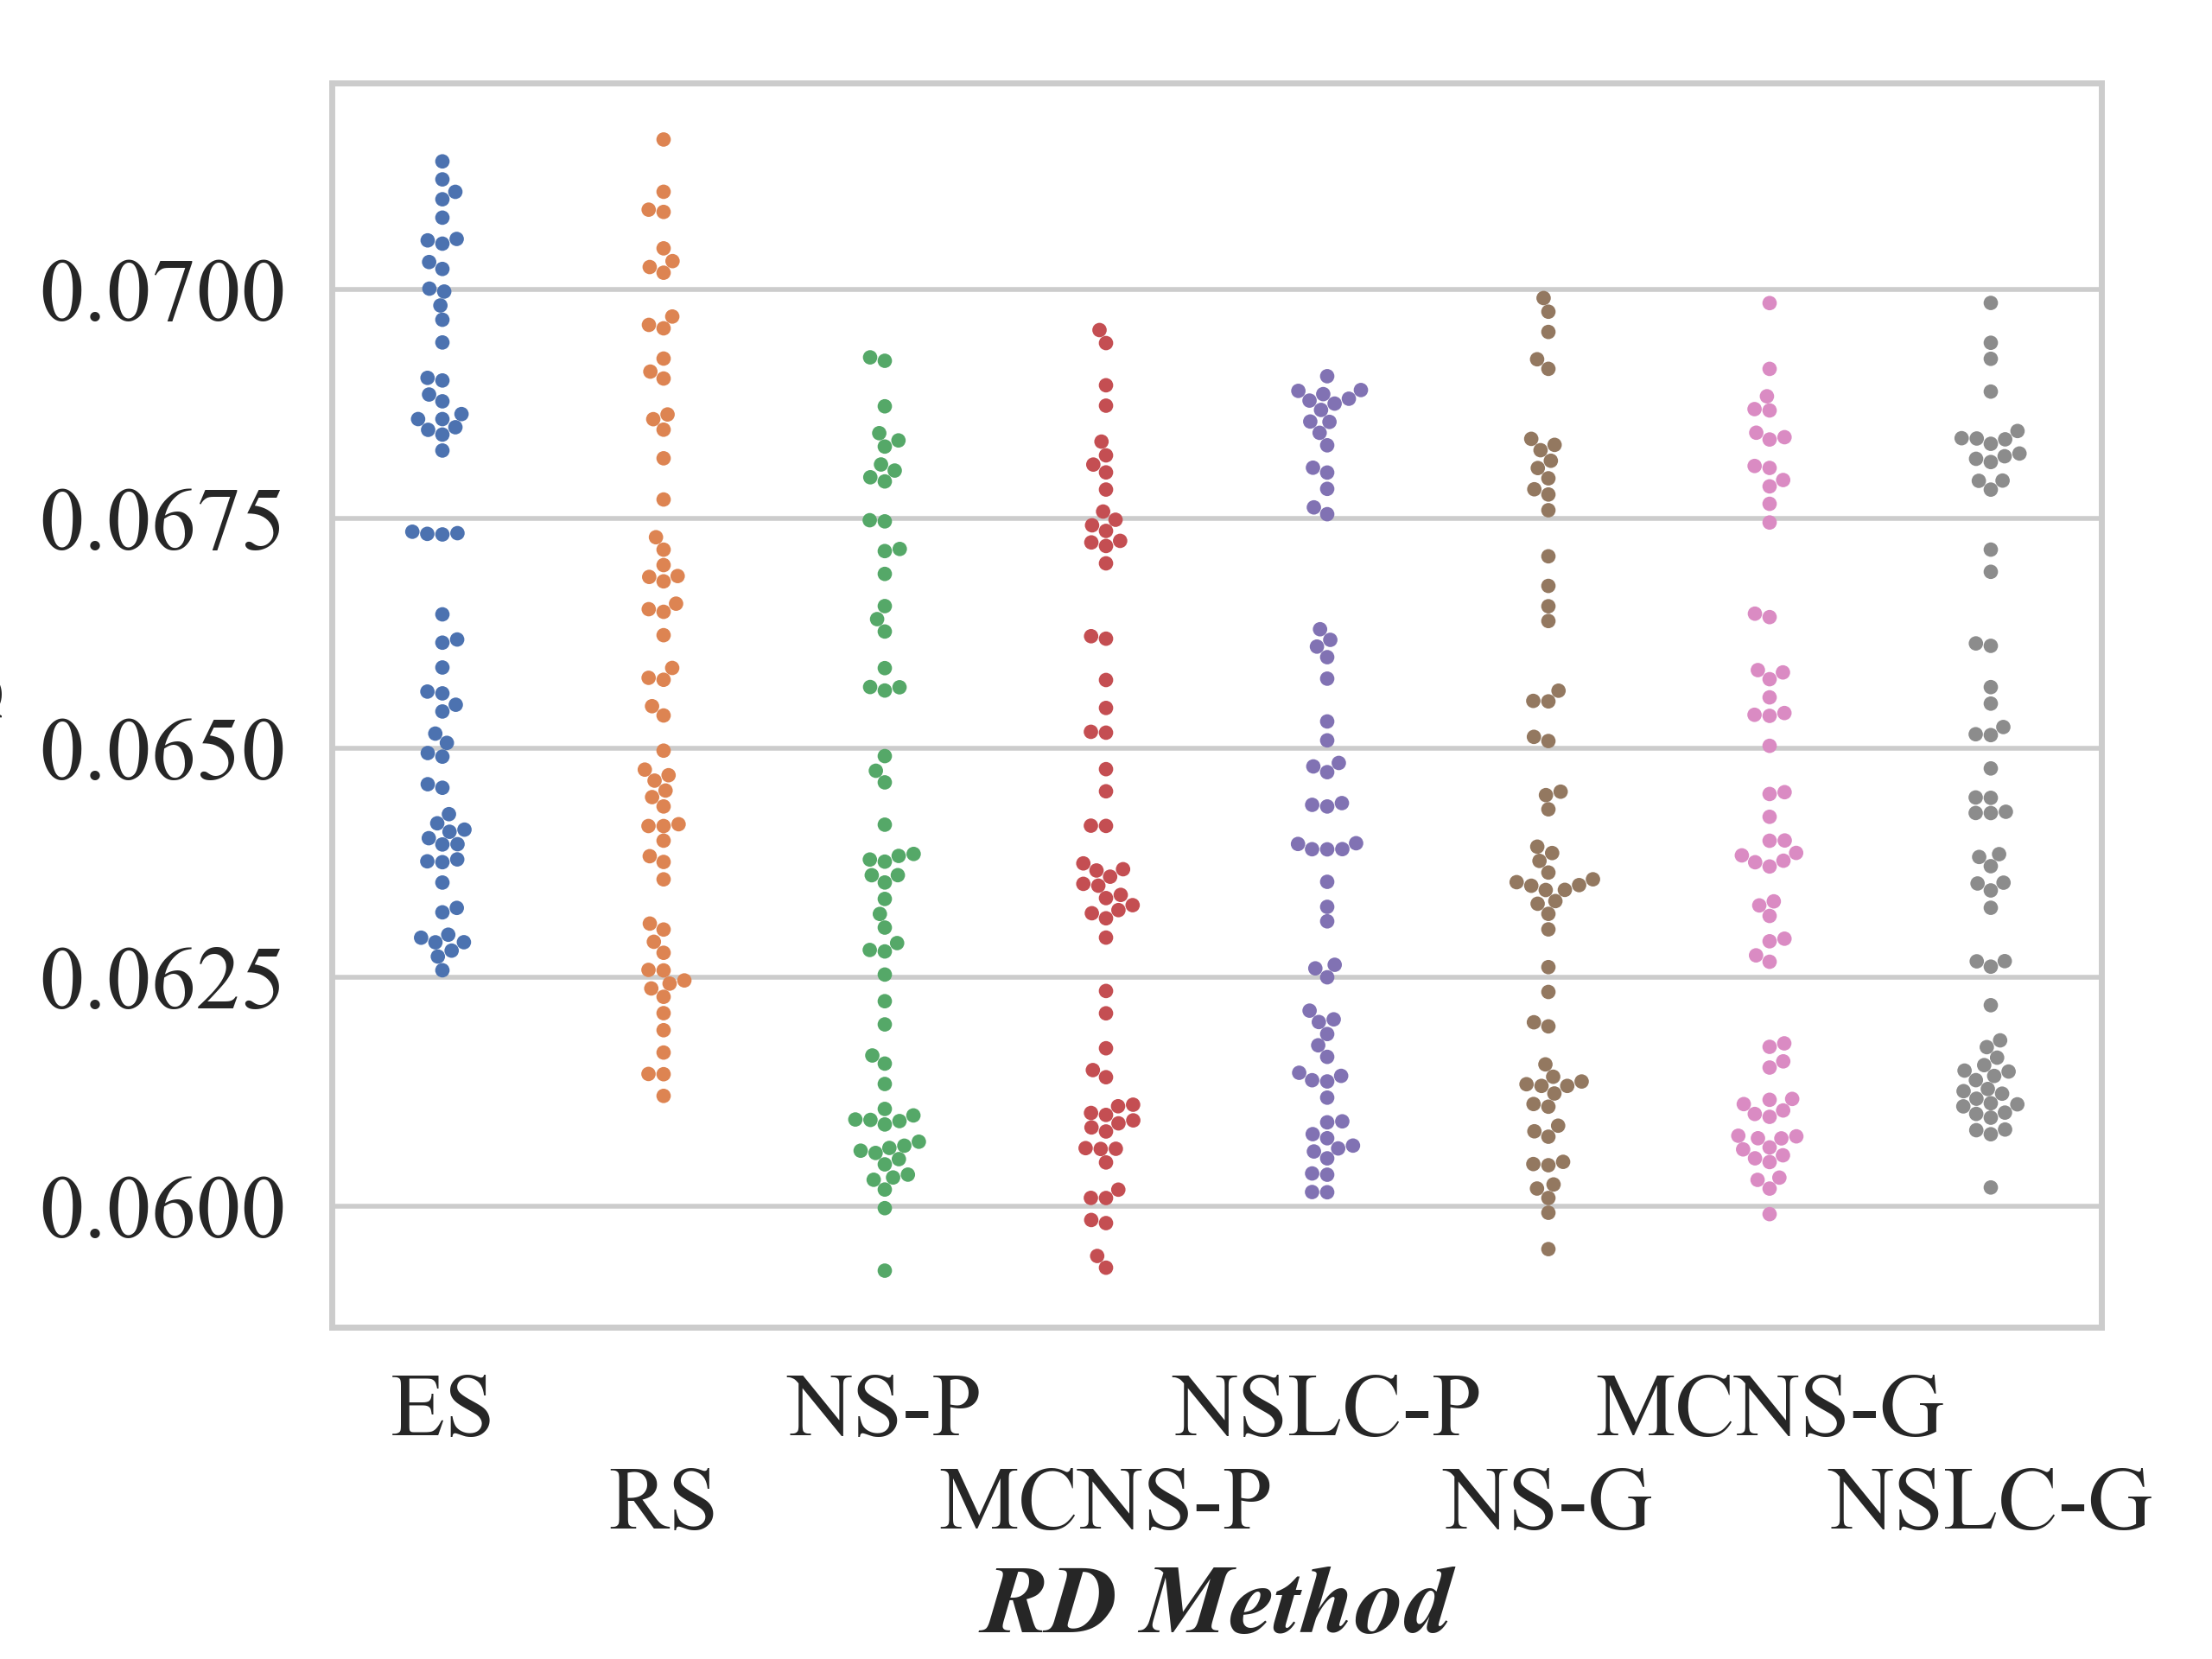 0.0700
0.0675
0.0650
0.0625
0.0600
ES NS-P NSLC-P MCNS-G
RS MCNS-P NS-G NSLC-G
RD Method